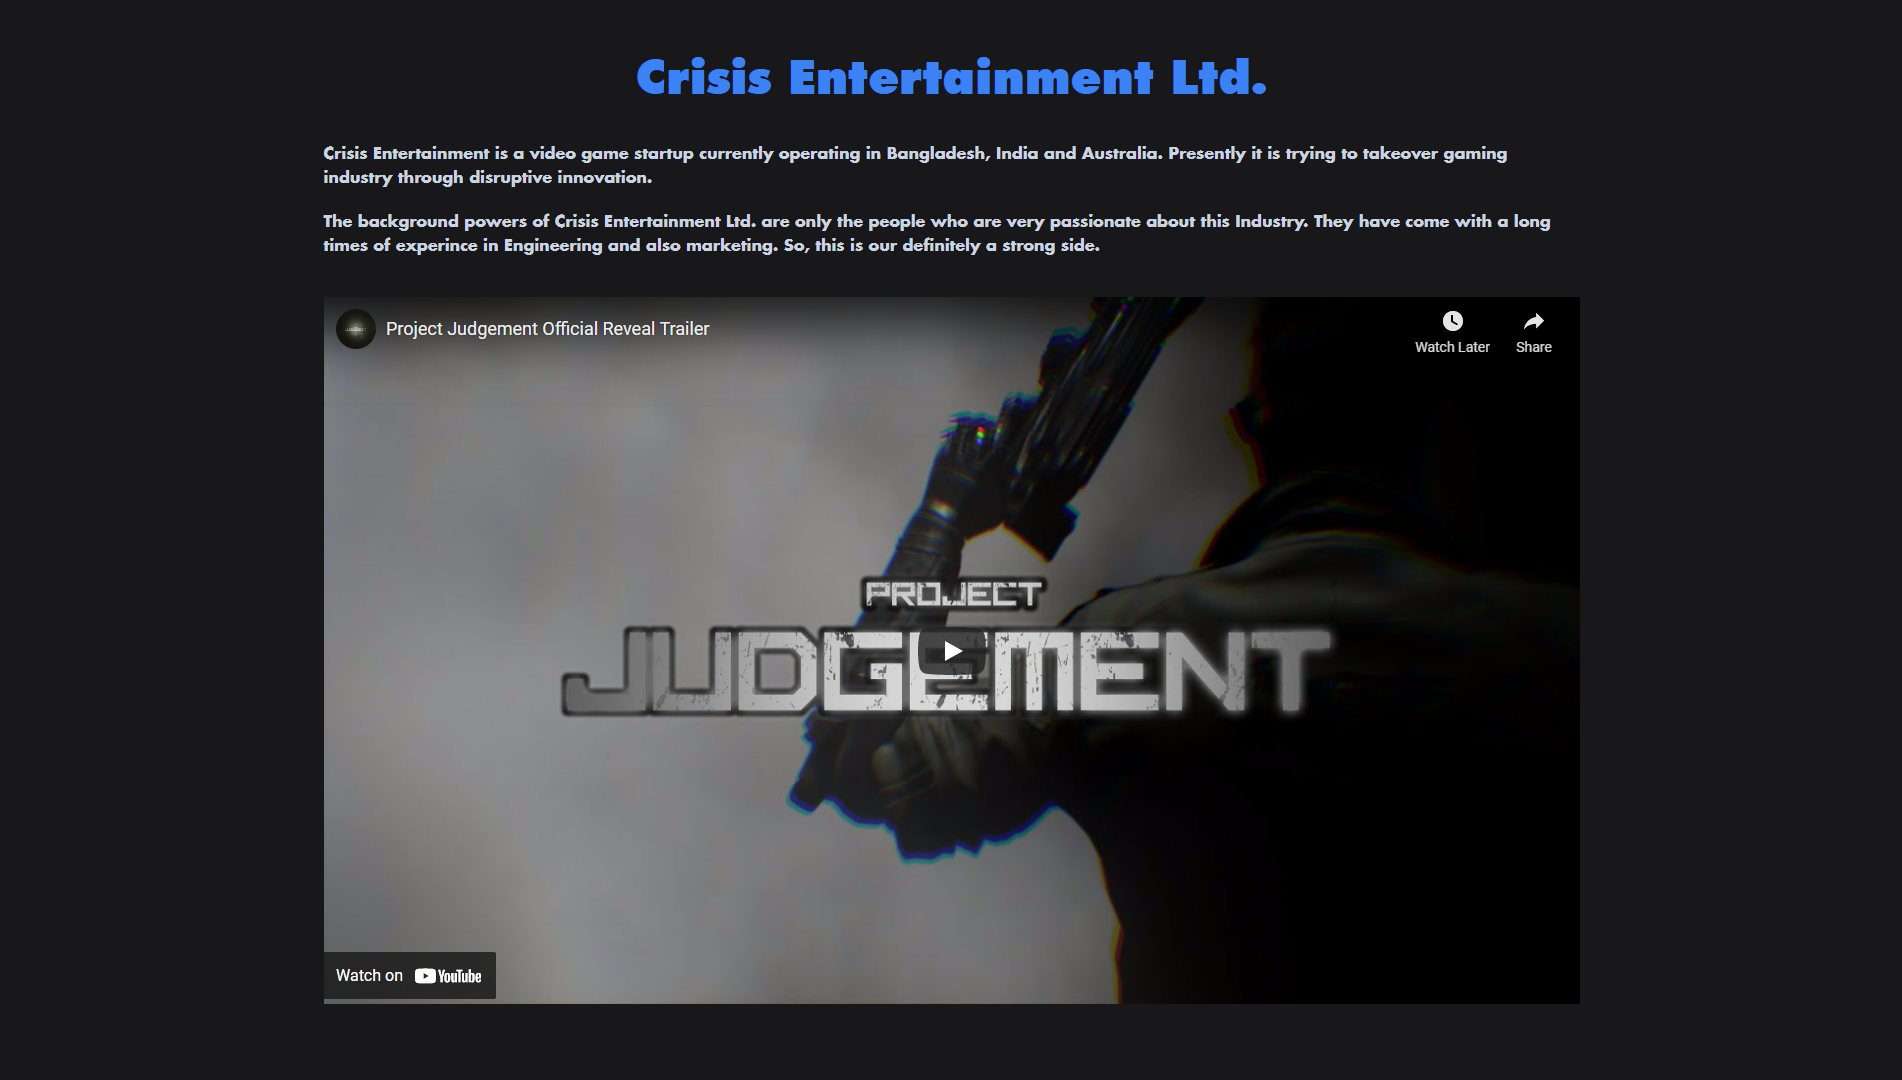 Crisis Entertainment Ltd.
Crisis Entertainment is a video game startup currently operating in Bangladesh, India and Australia. Presently it is trying to takeover gaming
industry through disruptive innovation.
The background powers of Crisis Entertainment Ltd. are only the people who are very passionate about this Industry. They have come with a long
times of experince in Engineering and also marketing. So, this is our definitely a strong side.
Project Judgement Official Reveal Trailer
Watch Later
Share
PROJECT
JUDGEMENT
Watch on YouTube